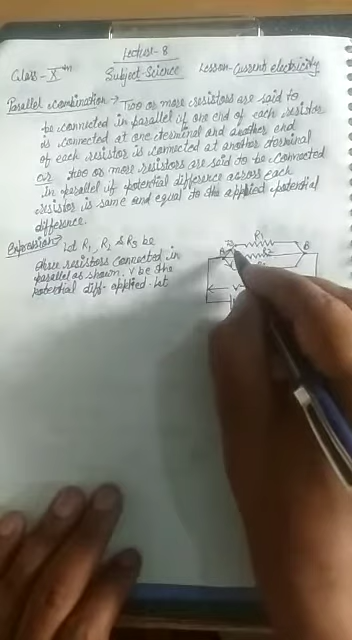 Lecture-8
Class-Xth Subject-Science Lesson-Current electricity
Parallel combination → Two or more resistors are said to
be connected in parallel if one end of each resistor
is connected at one terminal and another end
of each resistor is connected at another terminal
or two or more resistors are said to be connected
in parallel if potential difference across each
resistor is same and equal to the applied potential
difference.
Expression → Let R1, R2 & R3 be
three resistors connected in
parallel as shown. V be the
potential diff. applied. Let
R1
B
R2